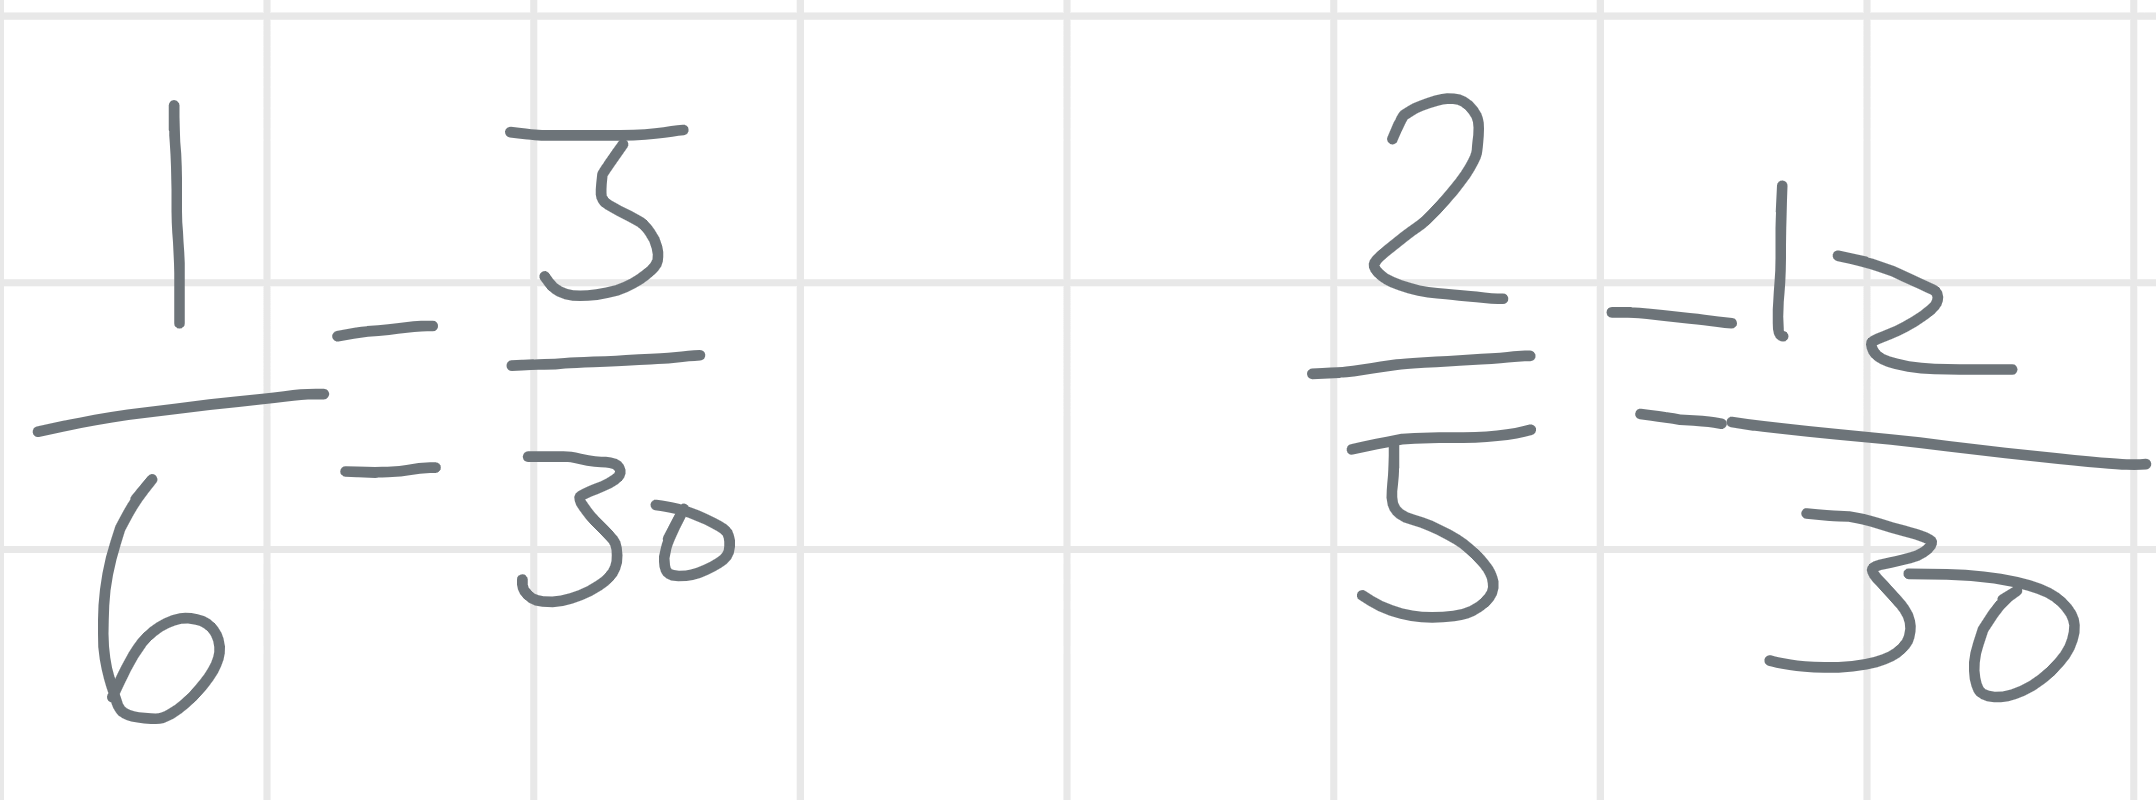 1/6 = 5/30
2/5 = 12/30